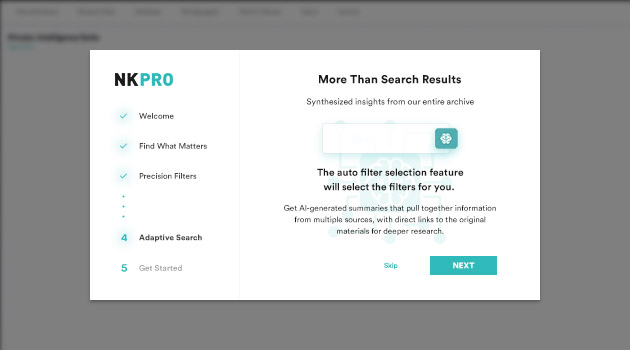 NKPRO
Welcome
Find What Matters
Precision Filters
4 Adaptive Search
5 Get Started
More Than Search Results
Synthesized insights from our entire archive
The auto filter selection feature
will select the filters for you.
Get AI-generated summaries that pull together information
from multiple sources, with direct links to the original
materials for deeper research.
Skip
NEXT